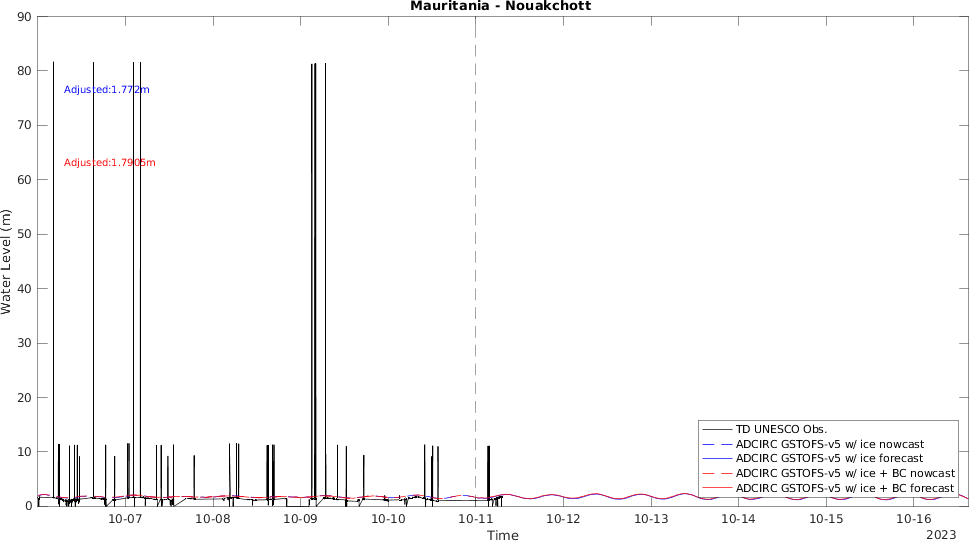 Mauritania - Nouakchott
90
80
70
60
50
40
30
20
10
0
Water Level (m)
Adjusted:1.772m
Adjusted:1.7905m
TD UNESCO Obs.
ADCIRC GSTOFS-v5 w/ ice nowcast
ADCIRC GSTOFS-v5 w/ ice forecast
ADCIRC GSTOFS-v5 w/ ice + BC nowcast
ADCIRC GSTOFS-v5 w/ ice + BC forecast
10-07 10-08 10-09 10-10 10-11 10-12 10-13 10-14 10-15 10-16
Time
2023